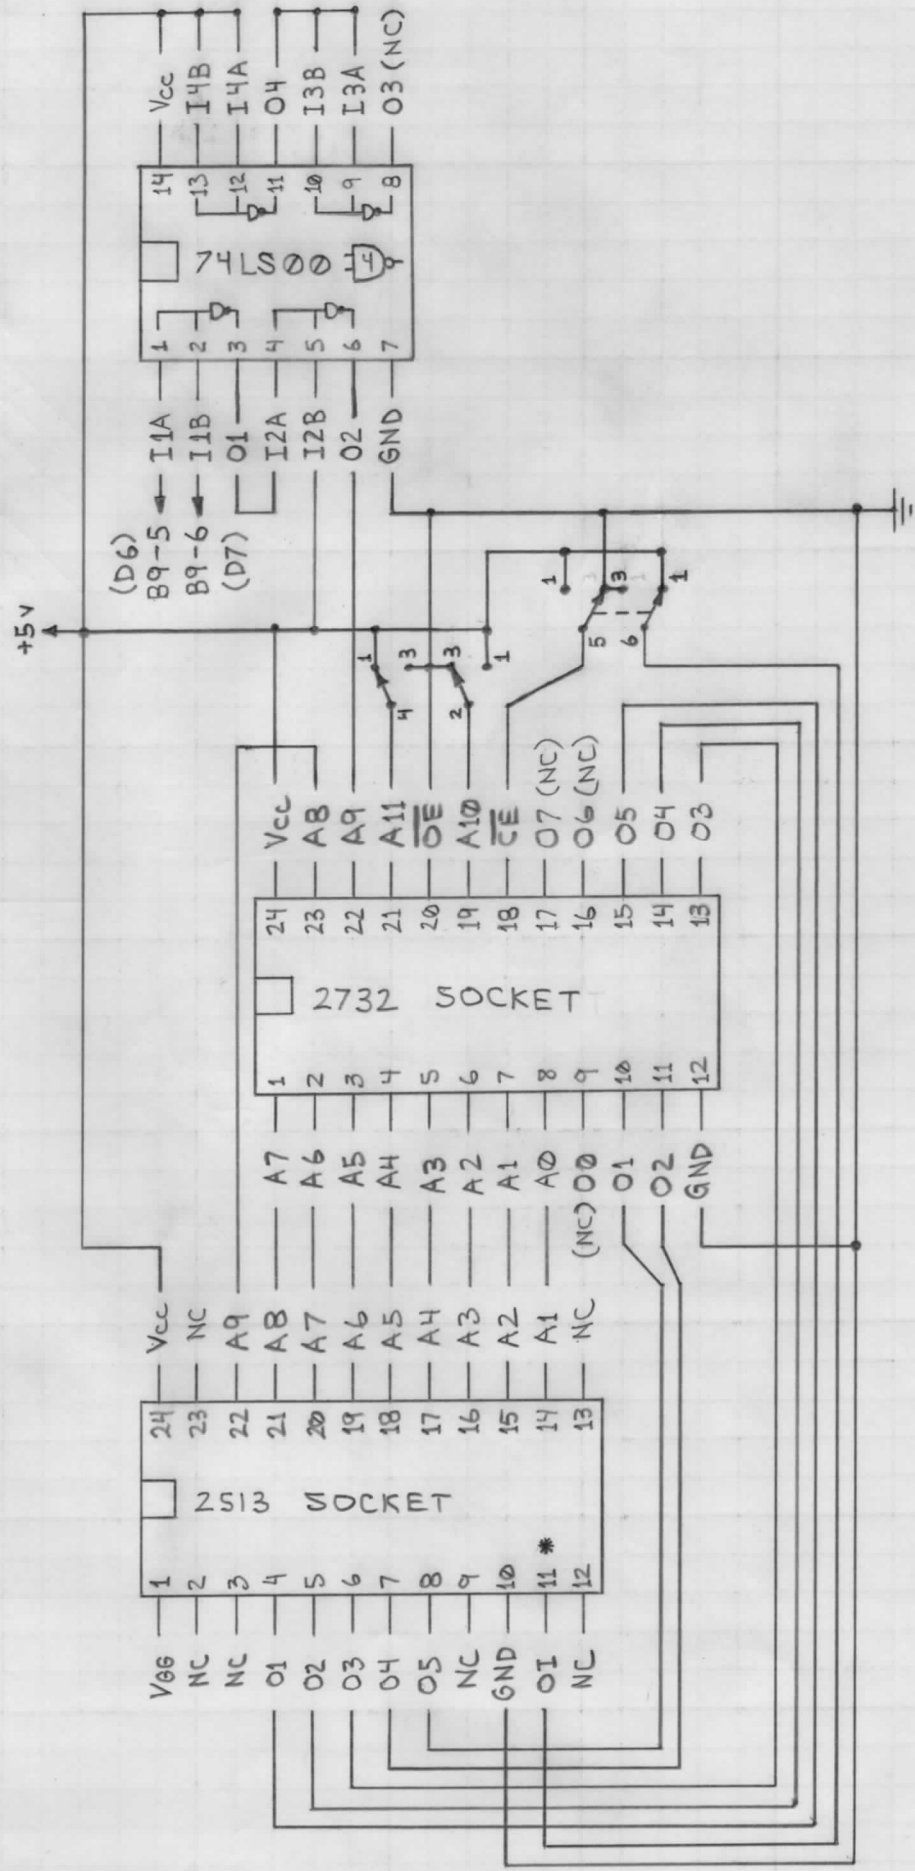 Vcc
I4B
I4A
O4
I3B
I3A
O3 (NC)
14
13
12
11
10
9
8
74LS00
4
1
2
3
4
5
6
7
I1A
I1B
O1
I2A
I2B
O2
GND
(D6)
B9-5
B9-6
(D7)
+5V
1
3
3
1
4
2
1
3
1
5
6
Vcc
A8
A9
A11
OE
A10
CE
O7 (NC)
O6 (NC)
O5
O4
O3
24
23
22
21
20
19
18
17
16
15
14
13
2732 SOCKET
1
2
3
4
5
6
7
8
9
10
11
12
A7
A6
A5
A4
A3
A2
A1
A0
(NC) O0
O1
O2
GND
Vcc
NC
A9
A8
A7
A6
A5
A4
A3
A2
A1
NC
24
23
22
21
20
19
18
17
16
15
14
13
2513 SOCKET
1
2
3
4
5
6
7
8
9
10
11 *
12
VGG
NC
NC
O1
O2
O3
O4
O5
NC
GND
OI
NC